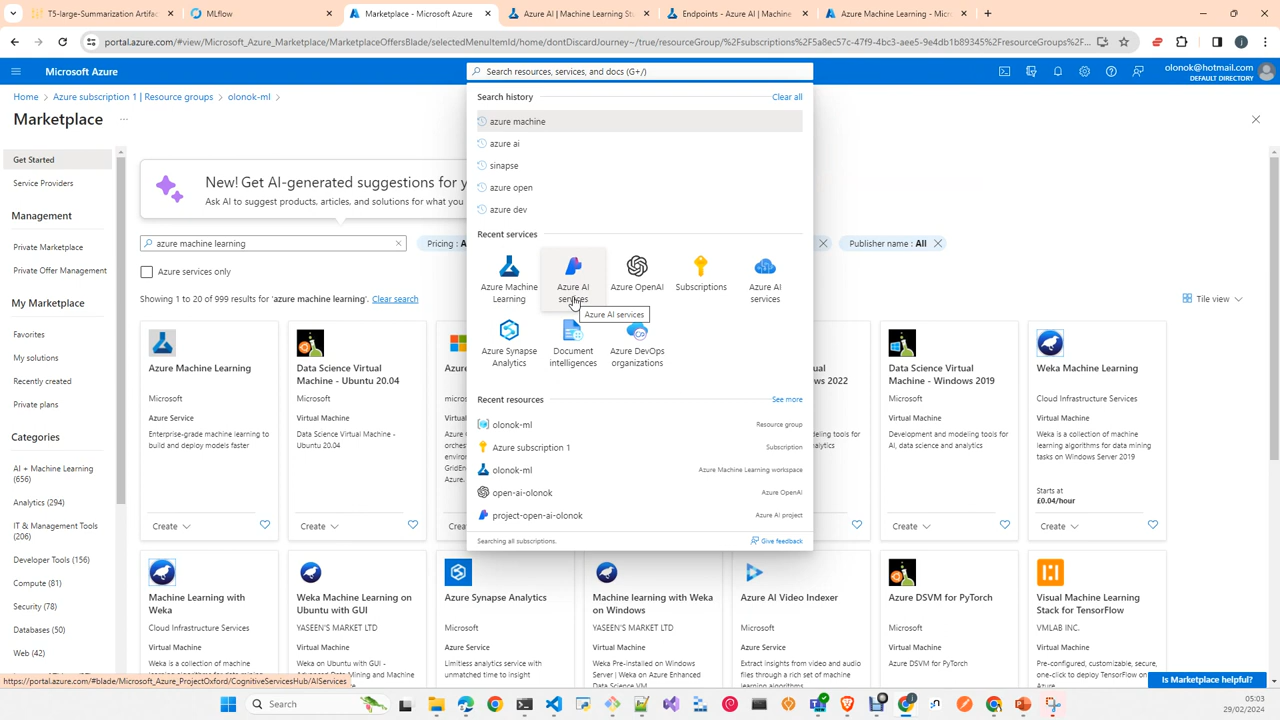 T5-large-Summarization Artifac
MLflow
Marketplace - Microsoft Azure
Azure AI | Machine Learning St
Endpoints - Azure AI | Machine
Azure Machine Learning - Micr
portal.azure.com/#view/Microsoft_Azure_Marketplace/MarketplaceOffersBlade/selectedMenuItemId/home/dontDiscardJourney~/true/resourceGroup/%2Fsubscriptions%2F5a8ec57c-47f9-4bc3-aee5-9e4db1b89345%2FresourceGroups%2...
Microsoft Azure
Search resources, services, and docs (G+/)
olonok@hotmail.com
DEFAULT DIRECTORY
Home > Azure subscription 1 | Resource groups > olonok-ml >
Marketplace ...
Get Started
Service Providers
Management
Private Marketplace
Private Offer Management
My Marketplace
Favorites
My solutions
Recently created
Private plans
Categories
AI + Machine Learning
(656)
Analytics (294)
IT & Management Tools
(206)
Developer Tools (156)
Compute (81)
Security (78)
Databases (50)
Web (42)
New! Get AI-generated suggestions for y
Ask AI to suggest products, articles, and solutions for what you
azure machine learning
Pricing : A
Publisher name : All
Azure services only
Showing 1 to 20 of 999 results for 'azure machine learning'. Clear search
Tile view
Search history
Clear all
azure machine
azure ai
sinapse
azure open
azure dev
Recent services
Azure Machine
Learning
Azure AI
services
Azure OpenAI
Subscriptions
Azure AI
services
Azure AI services
Azure Synapse
Analytics
Document
intelligences
Azure DevOps
organizations
Recent resources
See more
olonok-ml
Resource group
Azure subscription 1
Subscription
olonok-ml
Azure Machine Learning workspace
open-ai-olonok
Azure OpenAI
project-open-ai-olonok
Azure AI project
Searching all subscriptions.
Give feedback
Azure Machine Learning
Microsoft
Azure Service
Enterprise-grade machine learning
to build and deploy models faster
Create
Data Science Virtual
Machine - Ubuntu 20.04
Microsoft
Virtual Machine
Data Science Virtual Machine -
Ubuntu 20.04
Create
Data Science Virtual
Machine - Windows 2019
Microsoft
Virtual Machine
Development and modeling tools for
AI, data science and analytics
Create
Weka Machine Learning
Cloud Infrastructure Services
Virtual Machine
Weka is a collection of machine
learning algorithms for data mining
tasks on Windows Server 2019
Starts at
£0.04/hour
Create
Machine Learning with
Weka
Cloud Infrastructure Services
Virtual Machine
Weka is a collection of machine
Weka Machine Learning on
Ubuntu with GUI
YASEEN'S MARKET LTD
Virtual Machine
Weka on Ubuntu with GUI -
Azure Synapse Analytics
Microsoft
Azure Service
Limitless analytics service with
unmatched time to
Machine learning with Weka
on Windows
YASEEN'S MARKET LTD
Virtual Machine
Weka Pre-installed on Windows
Azure AI Video Indexer
Microsoft
Azure Service
Extract insights from video and audio
files through a rich set of machine
learning algorithms
Azure DSVM for PyTorch
Microsoft
Virtual Machine
Azure DSVM for PyTorch
Visual Machine Learning
Stack for TensorFlow
VMLAB INC.
Virtual Machine
Pre-configured, customizable, secure,
https://portal.azure.com/#blade/Microsoft_Azure_ProjectOxford/CognitiveServicesHub/AIServices
Is Marketplace helpful?
Search
05:03
29/02/2024